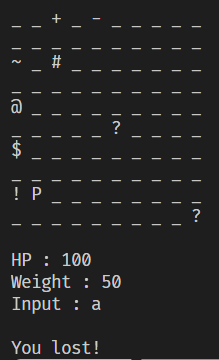 _ _ + _ - _ _ _ _ _
_ _ _ _ _ _ _ _ _ _
~ _ # _ _ _ _ _ _ _
_ _ _ _ _ _ _ _ _ _
@ _ _ _ _ _ _ _ _ _
_ _ _ _ _ ? _ _ _ _
$ _ _ _ _ _ _ _ _ _
_ _ _ _ _ _ _ _ _ _
! P _ _ _ _ _ _ _ _
_ _ _ _ _ _ _ _ _ ?
HP : 100
Weight : 50
Input : a
You lost!